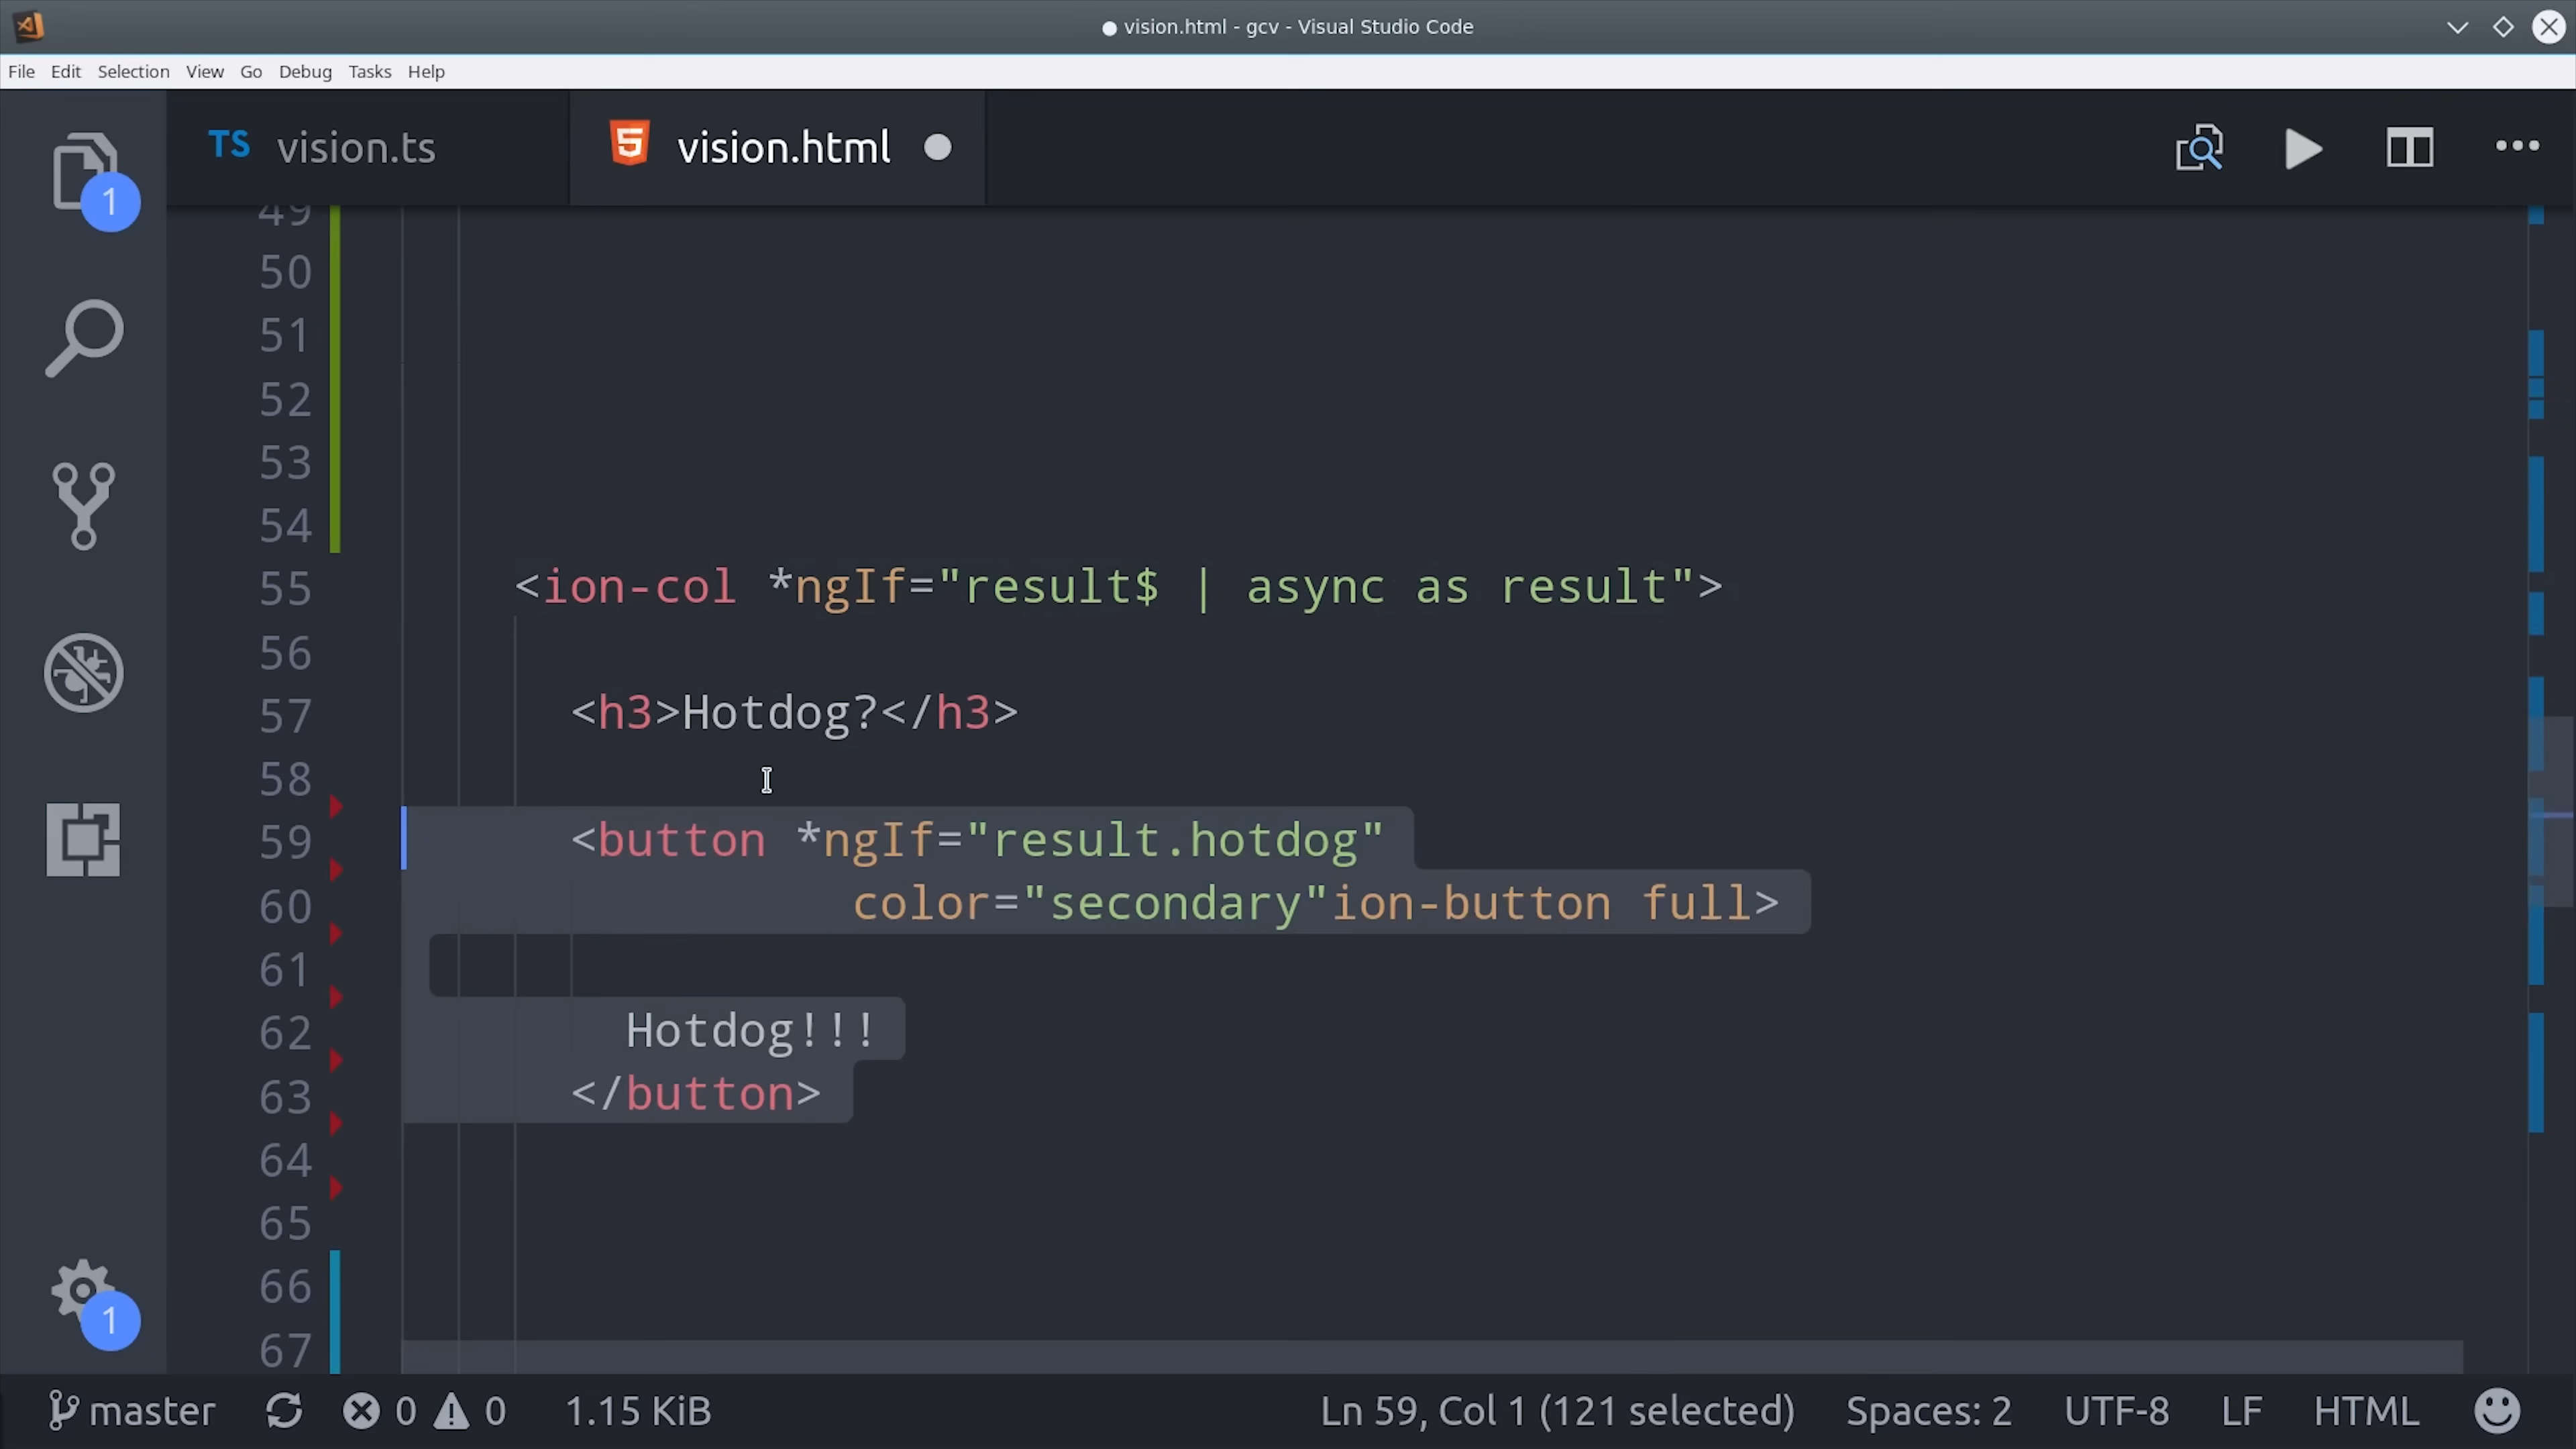 vision.html - gcv - Visual Studio Code
File Edit Selection View Go Debug Tasks Help
1
TS vision.ts
5 vision.html
49
50
51
52
53
54
55 <ion-col *ngIf="result$ | async as result">
56
57 <h3>Hotdog?</h3>
58
59 <button *ngIf="result.hotdog"
60 color="secondary"ion-button full>
61
62 Hotdog!!!
63 </button>
64
65
66
67
1
master 0 0 1.15 KiB Ln 59, Col 1 (121 selected) Spaces: 2 UTF-8 LF HTML